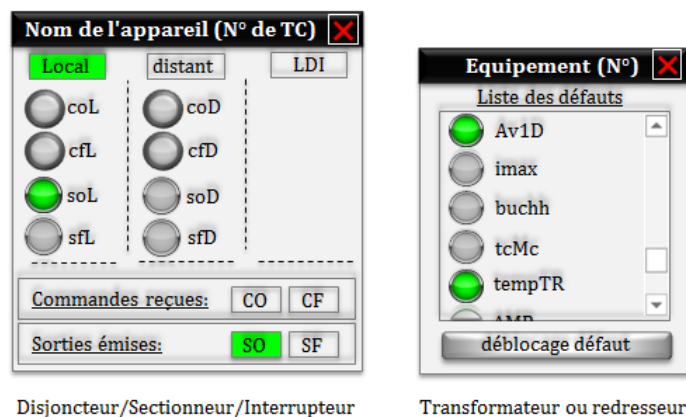 Nom de l'appareil (N° de TC)
Local distant LDI
coL coD
cfL cfD
soL soD
sfL sfD
Commandes reçues: CO CF
Sorties émises: SO SF
Disjoncteur/Sectionneur/Interrupteur
Equipement (N°)
Liste des défauts
Av1D
imax
buchh
tcMc
tempTR
déblocage défaut
Transformateur ou redresseur